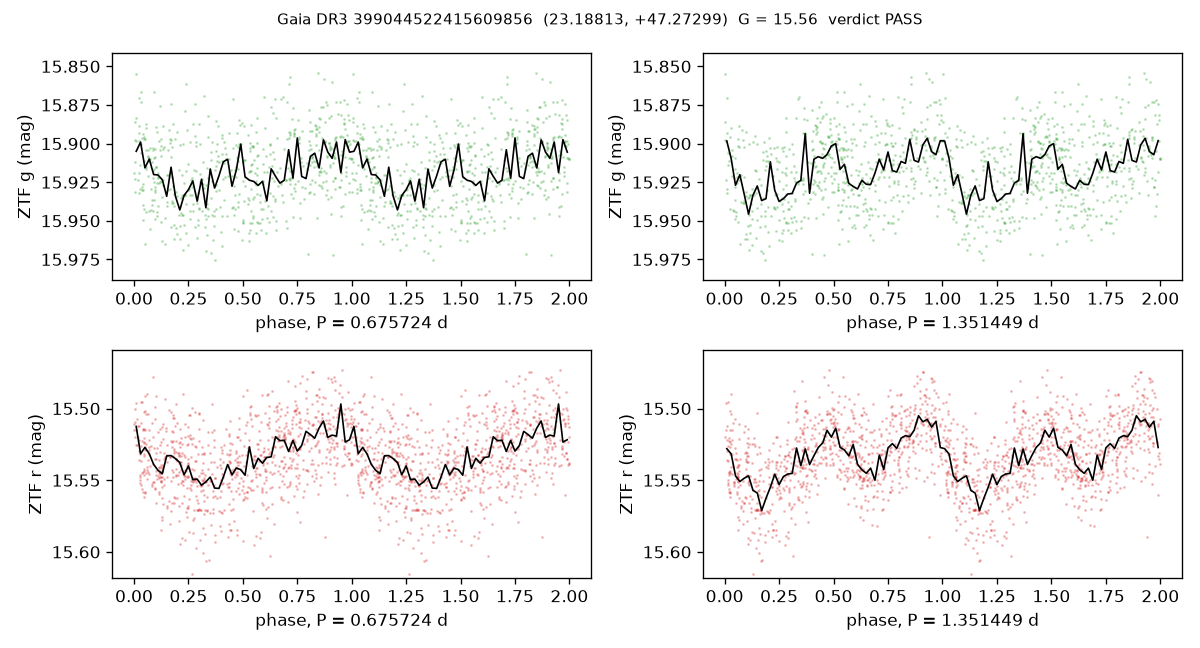 Gaia DR3 399044522415609856 (23.18813, +47.27299) G = 15.56 verdict PASS
ZTF g (mag)
15.850
15.875
15.900
15.925
15.950
15.975
0.00 0.25 0.50 0.75 1.00 1.25 1.50 1.75 2.00
phase, P = 0.675724 d
ZTF g (mag)
15.850
15.875
15.900
15.925
15.950
15.975
0.00 0.25 0.50 0.75 1.00 1.25 1.50 1.75 2.00
phase, P = 1.351449 d
ZTF r (mag)
15.50
15.55
15.60
0.00 0.25 0.50 0.75 1.00 1.25 1.50 1.75 2.00
phase, P = 0.675724 d
ZTF r (mag)
15.50
15.55
15.60
0.00 0.25 0.50 0.75 1.00 1.25 1.50 1.75 2.00
phase, P = 1.351449 d